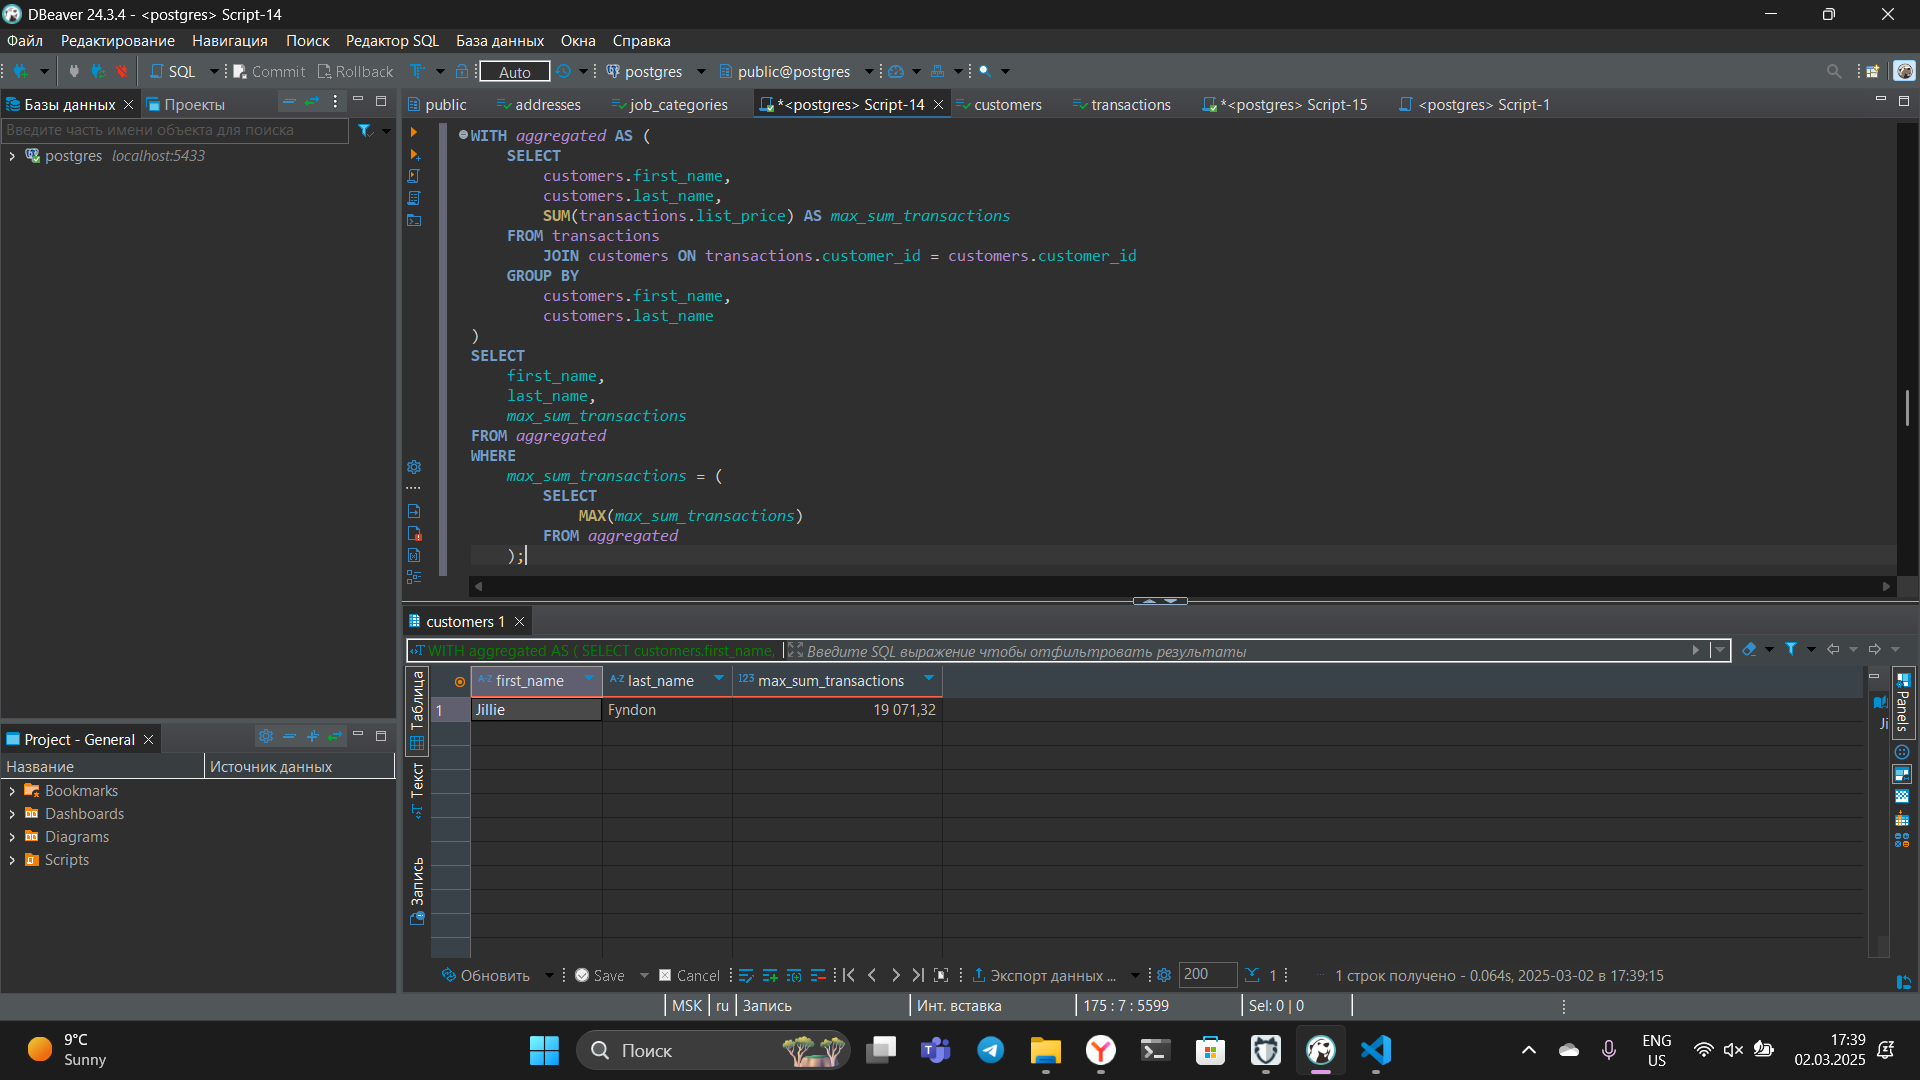 DBeaver 24.3.4 - <postgres> Script-14
Файл Редактирование Навигация Поиск Редактор SQL База данных Окна Справка
SQL Commit Rollback Auto postgres public@postgres
Базы данных Проекты
Введите часть имени объекта для поиска
postgres localhost:5433
public addresses job_categories *<postgres> Script-14 customers transactions *<postgres> Script-15 <postgres> Script-1
WITH aggregated AS (
SELECT
customers.first_name,
customers.last_name,
SUM(transactions.list_price) AS max_sum_transactions
FROM transactions
JOIN customers ON transactions.customer_id = customers.customer_id
GROUP BY
customers.first_name,
customers.last_name
)
SELECT
first_name,
last_name,
max_sum_transactions
FROM aggregated
WHERE
max_sum_transactions = (
SELECT
MAX(max_sum_transactions)
FROM aggregated
);
customers 1
WITH aggregated AS ( SELECT customers.first_name, Введите SQL выражение чтобы отфильтровать результаты
Таблица
Текст
Запись
first_name last_name max_sum_transactions
1 Jillie Fyndon 19 071,32
Panels
Ji
Project - General
Название Источник данных
Bookmarks
Dashboards
Diagrams
Scripts
Обновить Save Cancel Экспорт данных ... 200 1 1 строк получено - 0.064s, 2025-03-02 в 17:39:15
MSK ru Запись Инт. вставка 175 : 7 : 5599 Sel: 0 | 0
9°C
Sunny
Поиск
ENG
US
17:39
02.03.2025